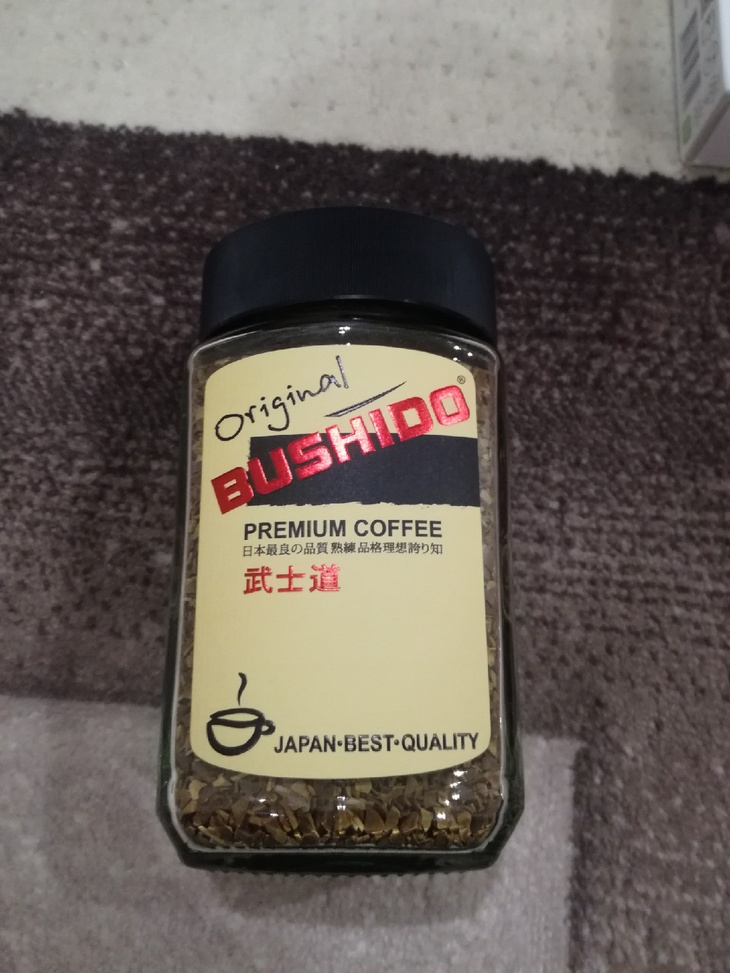 Original
BUSHIDO®
PREMIUM COFFEE
日本最良の品質熟練品格理想誇り知
武士道
JAPAN·BEST·QUALITY